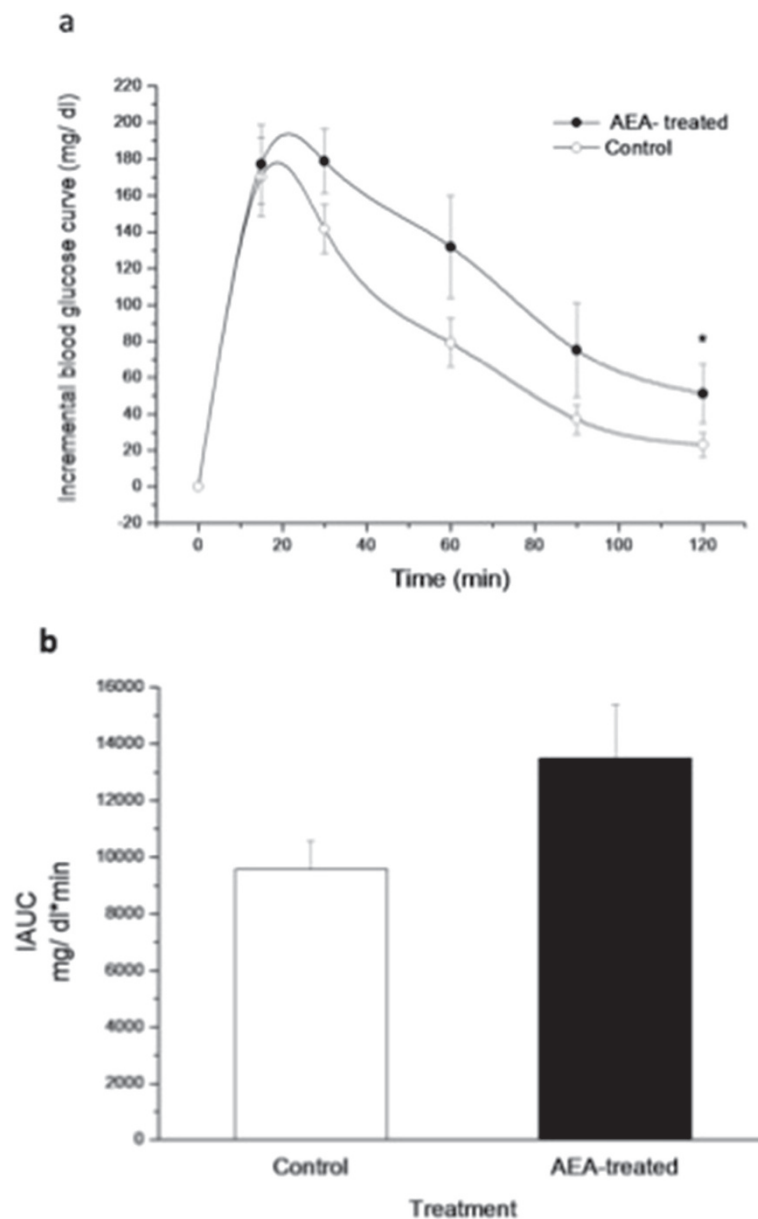 a
Incremental blood glucose curve (mg/ dl)
220
200
180
160
140
120
100
80
60
40
20
0
-20
AEA- treated
Control
*
0 20 40 60 80 100 120
Time (min)
b
IAUC
mg/ dl*min
16000
14000
12000
10000
8000
6000
4000
2000
0
Control AEA-treated
Treatment